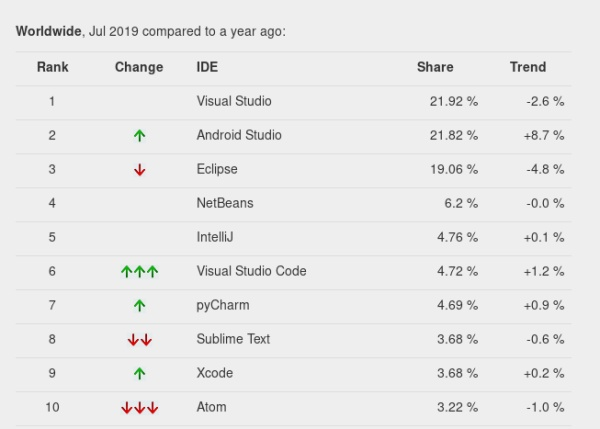 Worldwide, Jul 2019 compared to a year ago:
Rank Change IDE Share Trend
1 Visual Studio 21.92 % -2.6 %
2 ↑ Android Studio 21.82 % +8.7 %
3 ↓ Eclipse 19.06 % -4.8 %
4 NetBeans 6.2 % -0.0 %
5 IntelliJ 4.76 % +0.1 %
6 ↑↑↑ Visual Studio Code 4.72 % +1.2 %
7 ↑ pyCharm 4.69 % +0.9 %
8 ↓↓ Sublime Text 3.68 % -0.6 %
9 ↑ Xcode 3.68 % +0.2 %
10 ↓↓↓ Atom 3.22 % -1.0 %